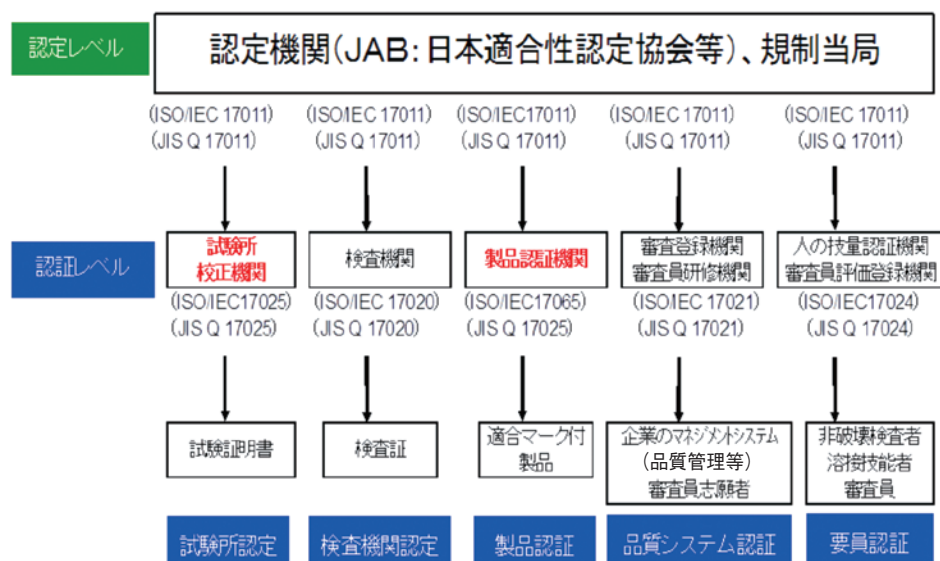 認定レベル
認定機関(JAB:日本適合性認定協会等)、規制当局
(ISO/IEC 17011)
(JIS Q 17011)
(ISO/IEC 17011)
(JIS Q 17011)
(ISO/IEC17011)
(JIS Q 17011)
(ISO/IEC 17011)
(JIS Q 17011)
(ISO/IEC 17011)
(JIS Q 17011)
認証レベル
試験所
校正機関
検査機関
製品認証機関
審査登録機関
審査員研修機関
人の技量認証機関
審査員評価登録機関
(ISO/IEC17025)
(JIS Q 17025)
(ISO/IEC 17020)
(JIS Q 17020)
(ISO/IEC17065)
(JIS Q 17025)
(ISO/IEC 17021)
(JIS Q 17021)
(ISO/IEC17024)
(JIS Q 17024)
試験証明書
検査証
適合マーク付
製品
企業のマネジメントシステム
(品質管理等)
審査員志願者
非破壊検査者
溶接技能者
審査員
試験所認定
検査機関認定
製品認証
品質システム認証
要員認証